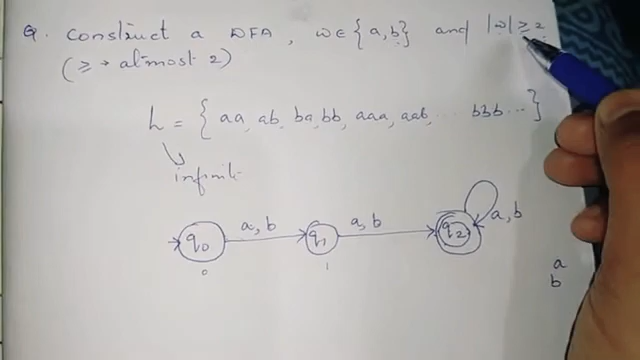 Q. Construct a DFA, w ∈ {a, b} and |w| ≥ 2
(≥ → almost 2)
L = { aa, ab, ba, bb, aaa, aab, ... bbb ... }
infinite
a, b a, b a, b
q0 q1 q2
0 1
a
b